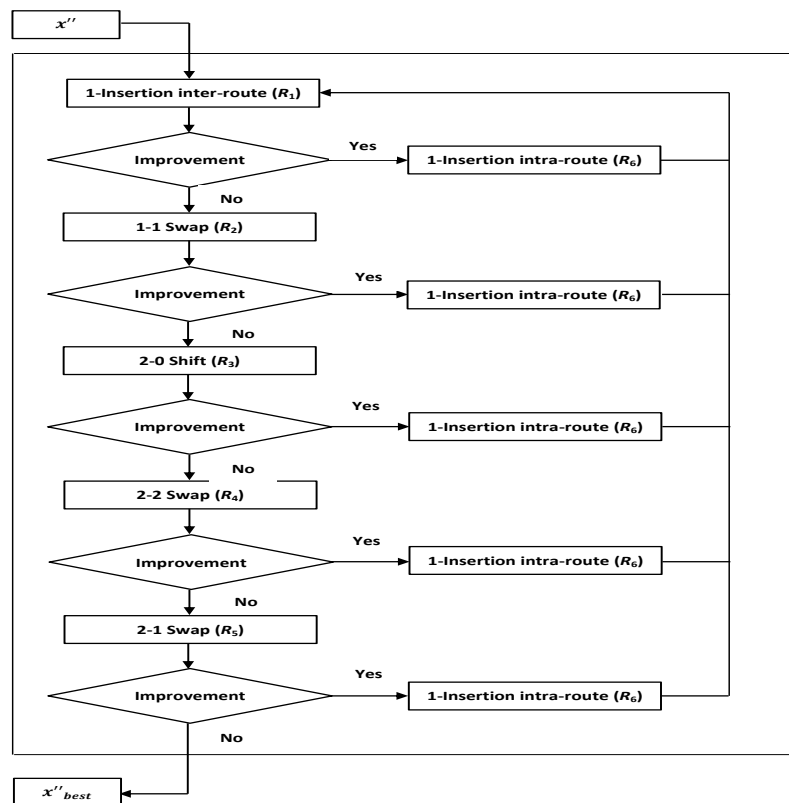 x''
1-Insertion inter-route (R₁)
Yes
Improvement
1-Insertion intra-route (R₆)
No
1-1 Swap (R₂)
Yes
Improvement
1-Insertion intra-route (R₆)
No
2-0 Shift (R₃)
Yes
Improvement
1-Insertion intra-route (R₆)
No
2-2 Swap (R₄)
Yes
Improvement
1-Insertion intra-route (R₆)
No
2-1 Swap (R₅)
Yes
Improvement
1-Insertion intra-route (R₆)
No
x''best